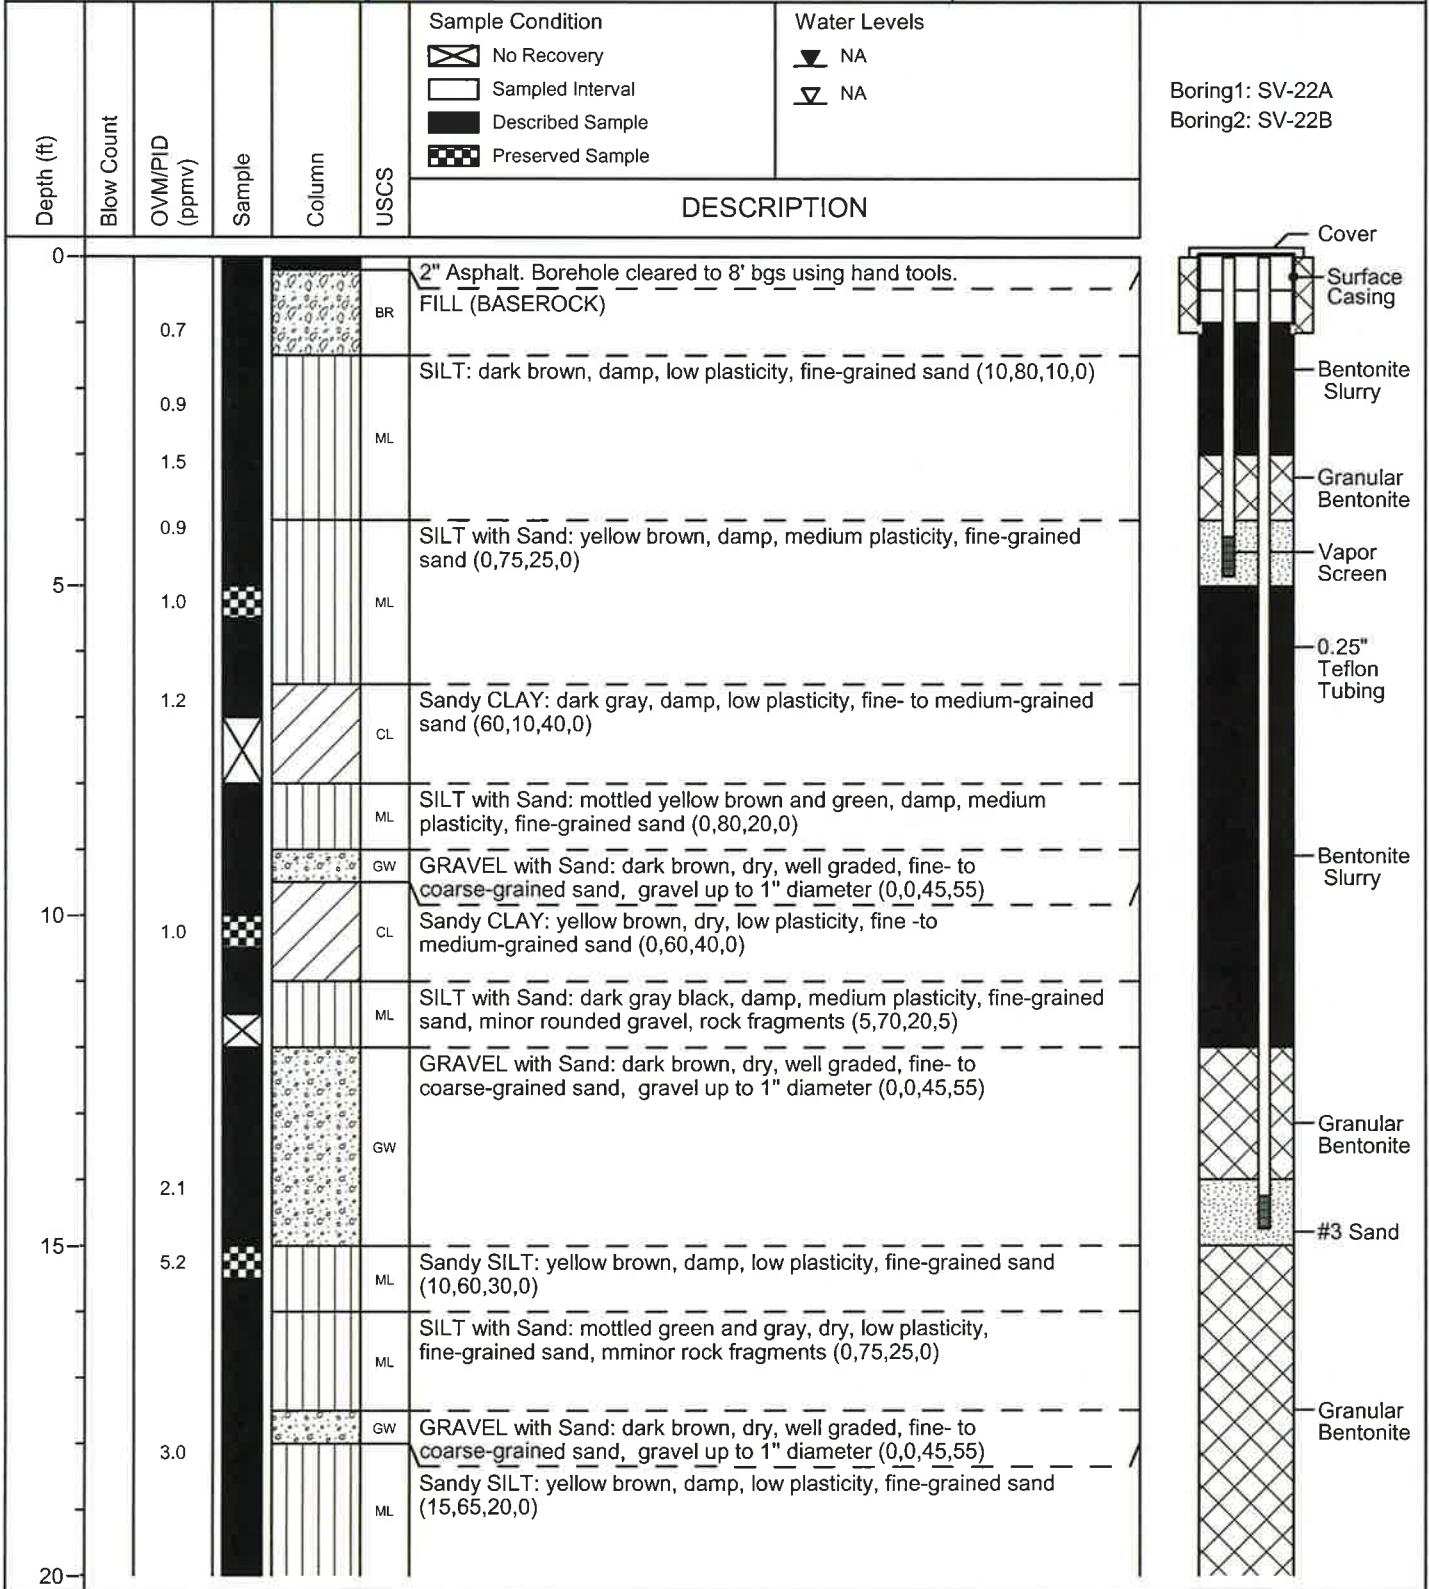 Sample Condition
No Recovery
Sampled Interval
Described Sample
Preserved Sample
Water Levels
NA
NA
Boring1: SV-22A
Boring2: SV-22B
Depth (ft)
Blow Count
OVM/PID
(ppmv)
Sample
Column
USCS
DESCRIPTION
0
2" Asphalt. Borehole cleared to 8' bgs using hand tools.
BR
FILL (BASEROCK)
0.7
SILT: dark brown, damp, low plasticity, fine-grained sand (10,80,10,0)
0.9
ML
1.5
0.9
SILT with Sand: yellow brown, damp, medium plasticity, fine-grained
sand (0,75,25,0)
5
1.0
ML
1.2
Sandy CLAY: dark gray, damp, low plasticity, fine- to medium-grained
sand (60,10,40,0)
CL
SILT with Sand: mottled yellow brown and green, damp, medium
plasticity, fine-grained sand (0,80,20,0)
ML
GW
GRAVEL with Sand: dark brown, dry, well graded, fine- to
coarse-grained sand, gravel up to 1" diameter (0,0,45,55)
10
1.0
CL
Sandy CLAY: yellow brown, dry, low plasticity, fine -to
medium-grained sand (0,60,40,0)
ML
SILT with Sand: dark gray black, damp, medium plasticity, fine-grained
sand, minor rounded gravel, rock fragments (5,70,20,5)
GRAVEL with Sand: dark brown, dry, well graded, fine- to
coarse-grained sand, gravel up to 1" diameter (0,0,45,55)
GW
2.1
15
5.2
ML
Sandy SILT: yellow brown, damp, low plasticity, fine-grained sand
(10,60,30,0)
SILT with Sand: mottled green and gray, dry, low plasticity,
fine-grained sand, mminor rock fragments (0,75,25,0)
ML
GW
GRAVEL with Sand: dark brown, dry, well graded, fine- to
coarse-grained sand, gravel up to 1" diameter (0,0,45,55)
3.0
Sandy SILT: yellow brown, damp, low plasticity, fine-grained sand
(15,65,20,0)
ML
20
Cover
Surface
Casing
Bentonite
Slurry
Granular
Bentonite
Vapor
Screen
0.25"
Teflon
Tubing
Bentonite
Slurry
Granular
Bentonite
#3 Sand
Granular
Bentonite